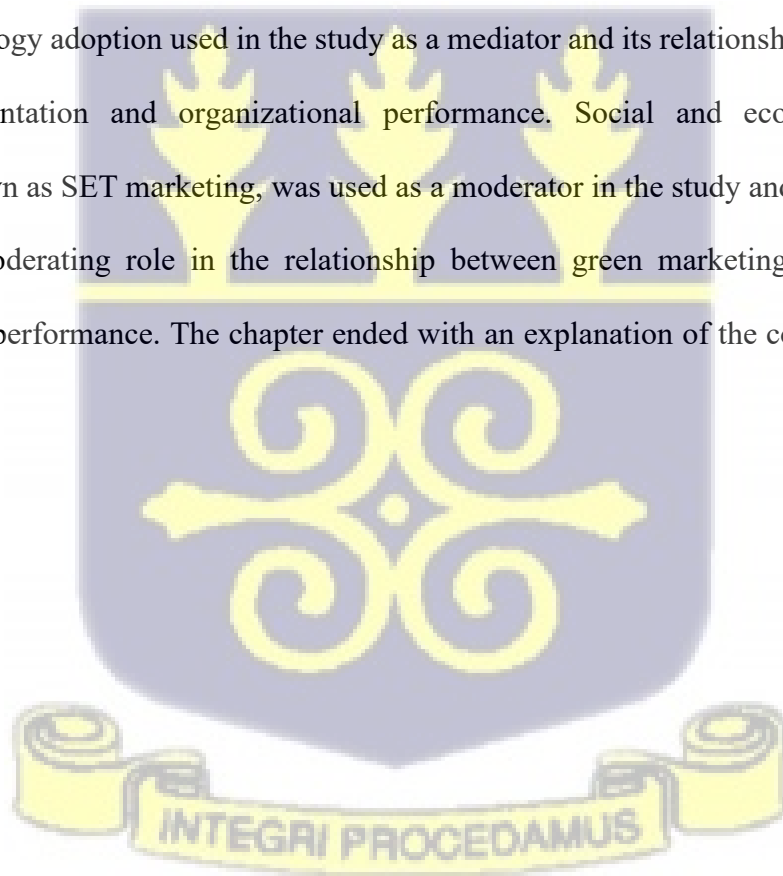 ogy adoption used in the study as a mediator and its relationsh
ntation and organizational performance. Social and eco
n as SET marketing, was used as a moderator in the study and
oderating role in the relationship between green marketing
performance. The chapter ended with an explanation of the c
INTEGRI PROCEDAMUS